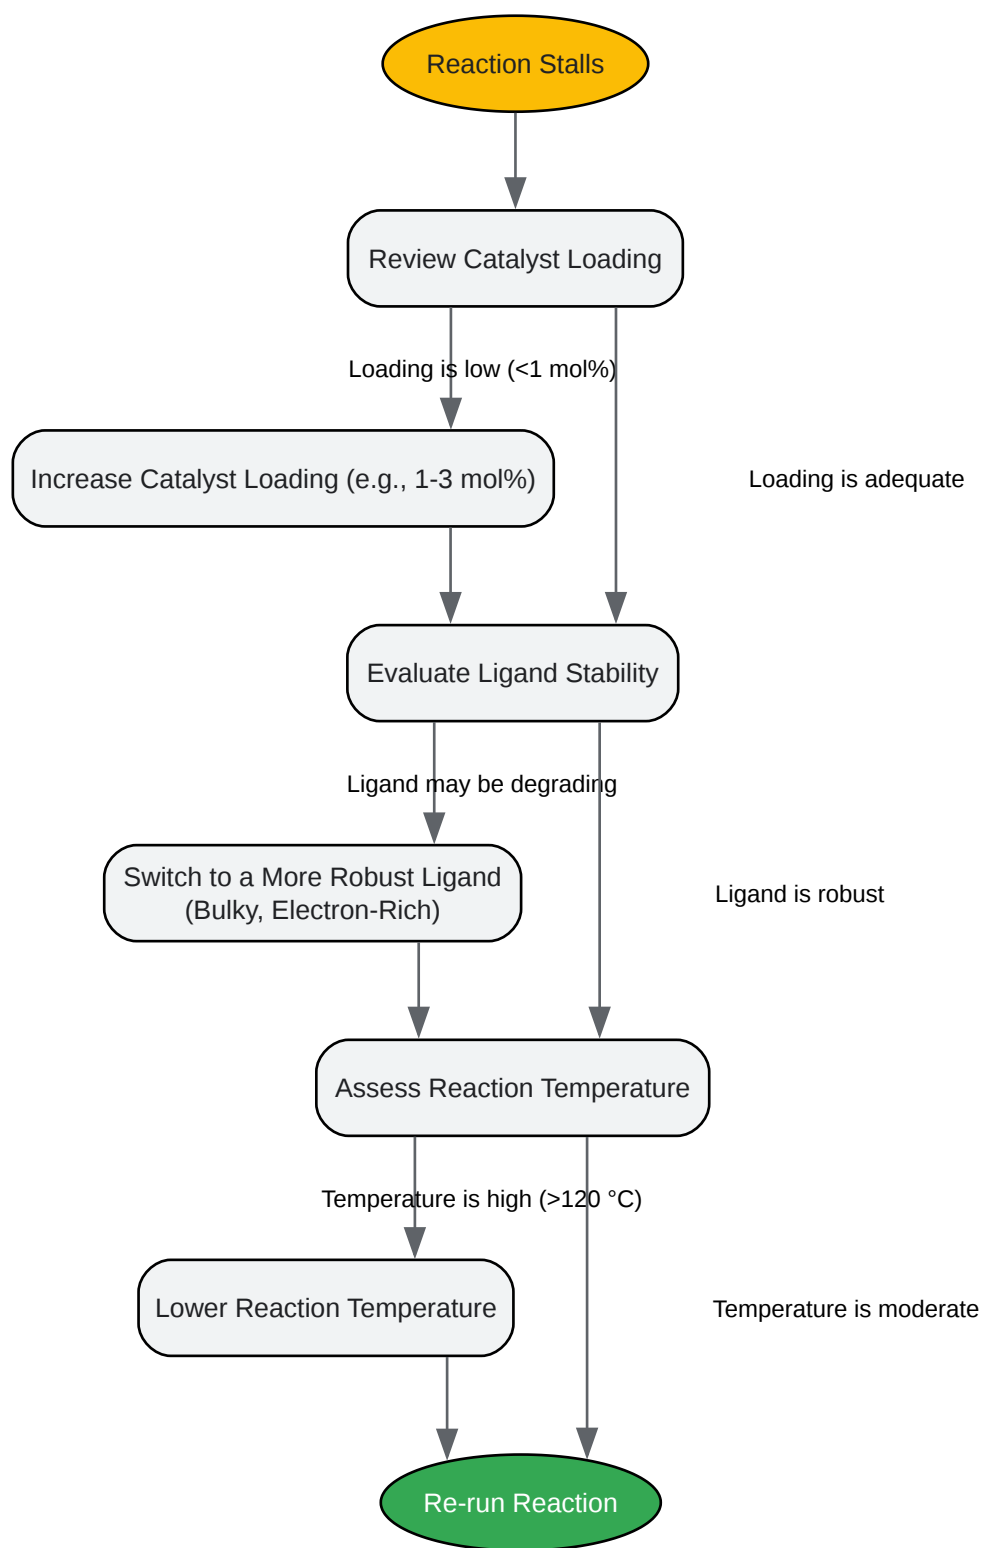 Reaction Stalls
Review Catalyst Loading
Loading is low (<1 mol%)
Increase Catalyst Loading (e.g., 1-3 mol%)
Loading is adequate
Evaluate Ligand Stability
Ligand may be degrading
Switch to a More Robust Ligand
(Bulky, Electron-Rich)
Ligand is robust
Assess Reaction Temperature
Temperature is high (>120 °C)
Lower Reaction Temperature
Temperature is moderate
Re-run Reaction